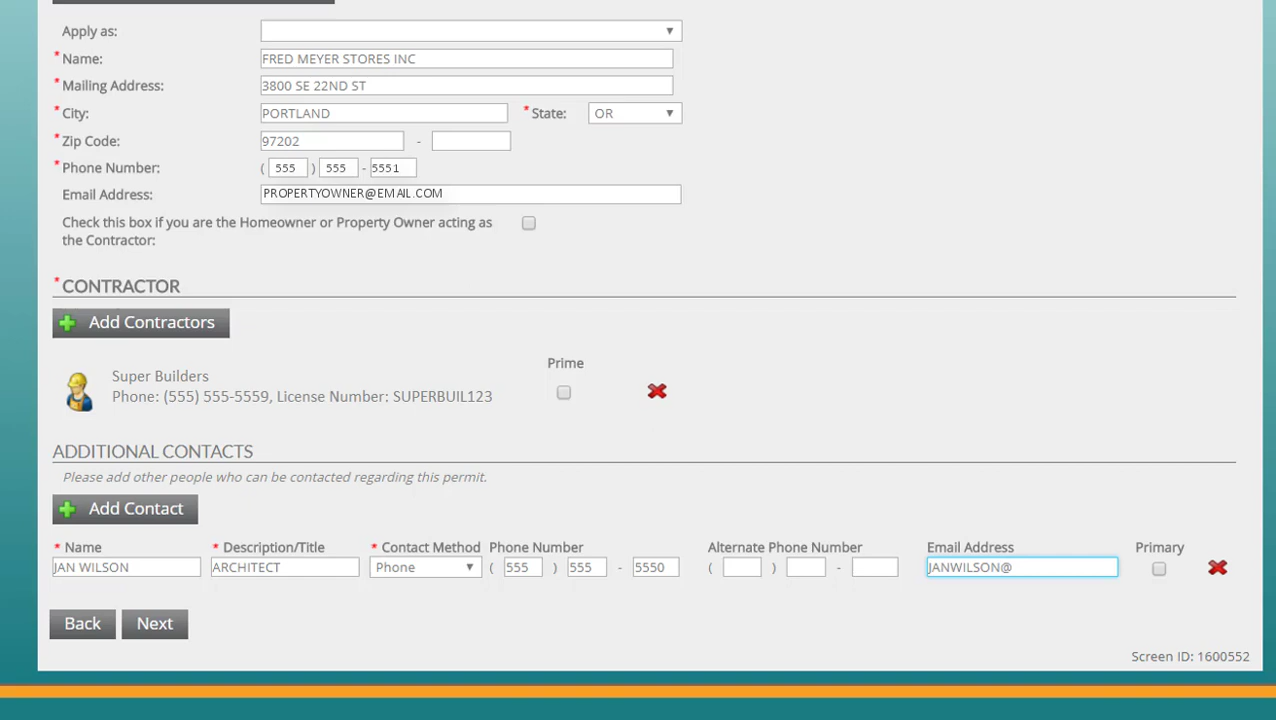 Apply as:
* Name: FRED MEYER STORES INC
* Mailing Address: 3800 SE 22ND ST
* City: PORTLAND * State: OR
* Zip Code: 97202 -
* Phone Number: ( 555 ) 555 - 5551
Email Address: PROPERTYOWNER@EMAIL.COM
Check this box if you are the Homeowner or Property Owner acting as
the Contractor:
* CONTRACTOR
Add Contractors
Prime
Super Builders
Phone: (555) 555-5559, License Number: SUPERBUIL123
ADDITIONAL CONTACTS
Please add other people who can be contacted regarding this permit.
Add Contact
* Name * Description/Title * Contact Method Phone Number Alternate Phone Number Email Address Primary
JAN WILSON ARCHITECT Phone ( 555 ) 555 - 5550 ( ) - JANWILSON@
Back Next
Screen ID: 1600552